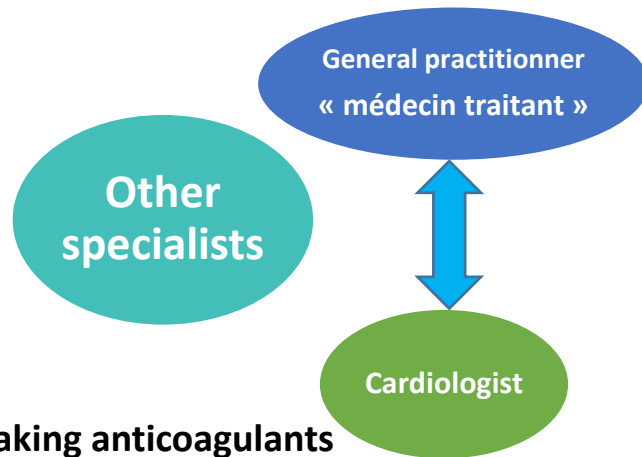 General practitionner
« médecin traitant »
Other
specialists
Cardiologist
aking anticoagulants